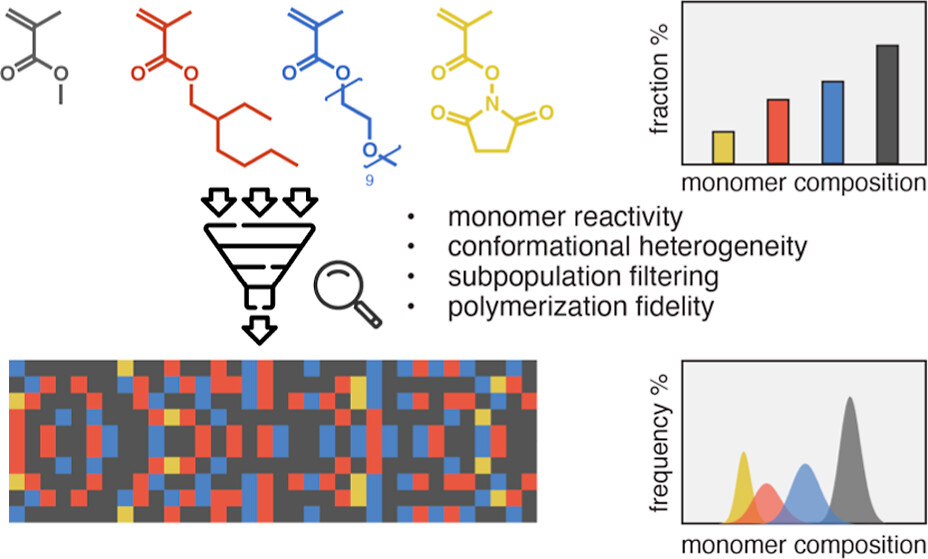 O
O
O
O
O
O
O
9
O
O
N
O
O
fraction %
monomer composition
• monomer reactivity
• conformational heterogeneity
• subpopulation filtering
• polymerization fidelity
frequency %
monomer composition